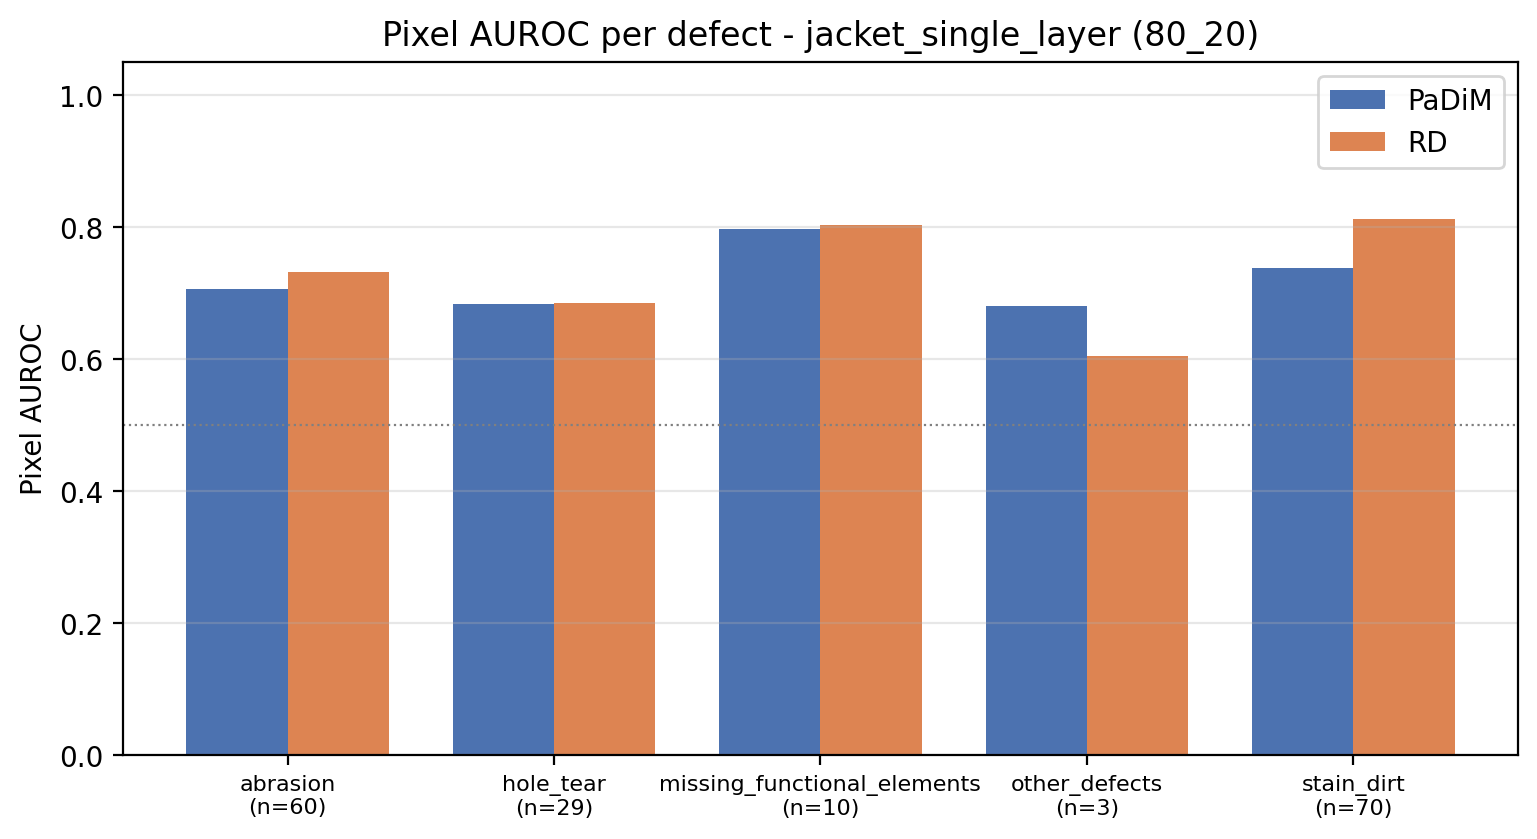 Pixel AUROC per defect - jacket_single_layer (80_20)
PaDiM
RD
Pixel AUROC
1.0
0.8
0.6
0.4
0.2
0.0
abrasion
(n=60)
hole_tear
(n=29)
missing_functional_elements
(n=10)
other_defects
(n=3)
stain_dirt
(n=70)